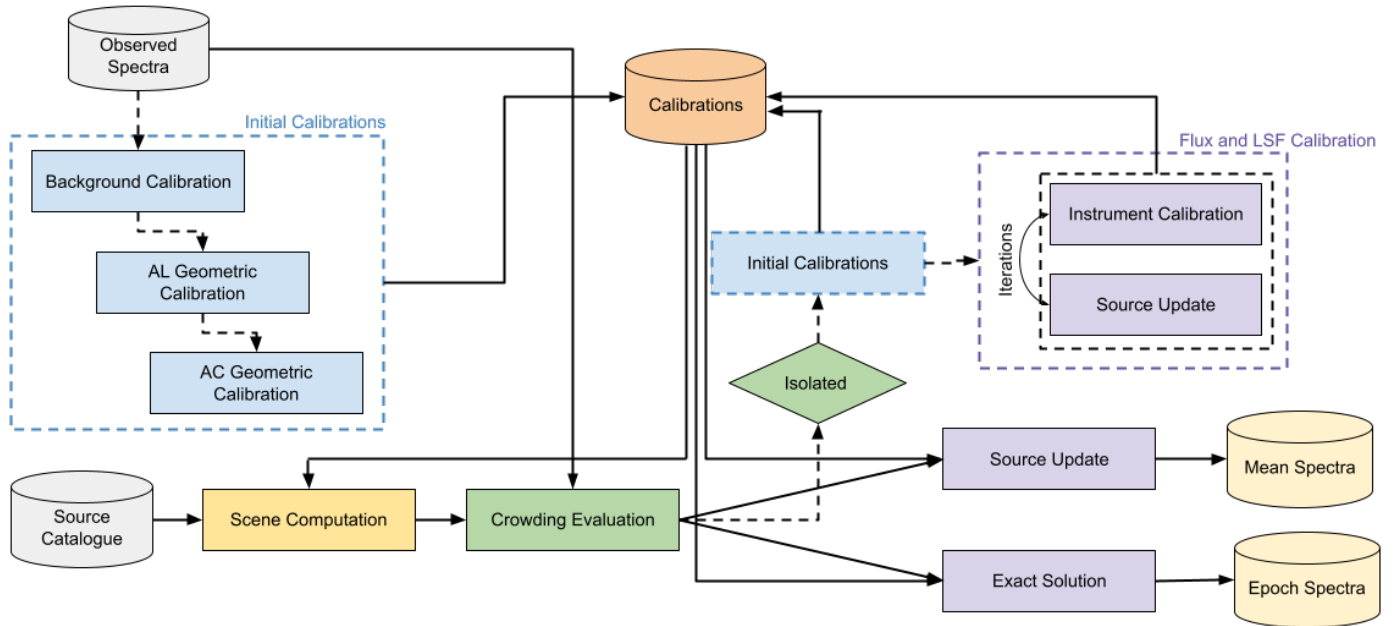 Observed
Spectra
Initial Calibrations
Background Calibration
AL Geometric
Calibration
AC Geometric
Calibration
Calibrations
Flux and LSF Calibration
Instrument Calibration
Iterations
Source Update
Initial Calibrations
Isolated
Source
Catalogue
Scene Computation
Crowding Evaluation
Source Update
Mean Spectra
Exact Solution
Epoch Spectra